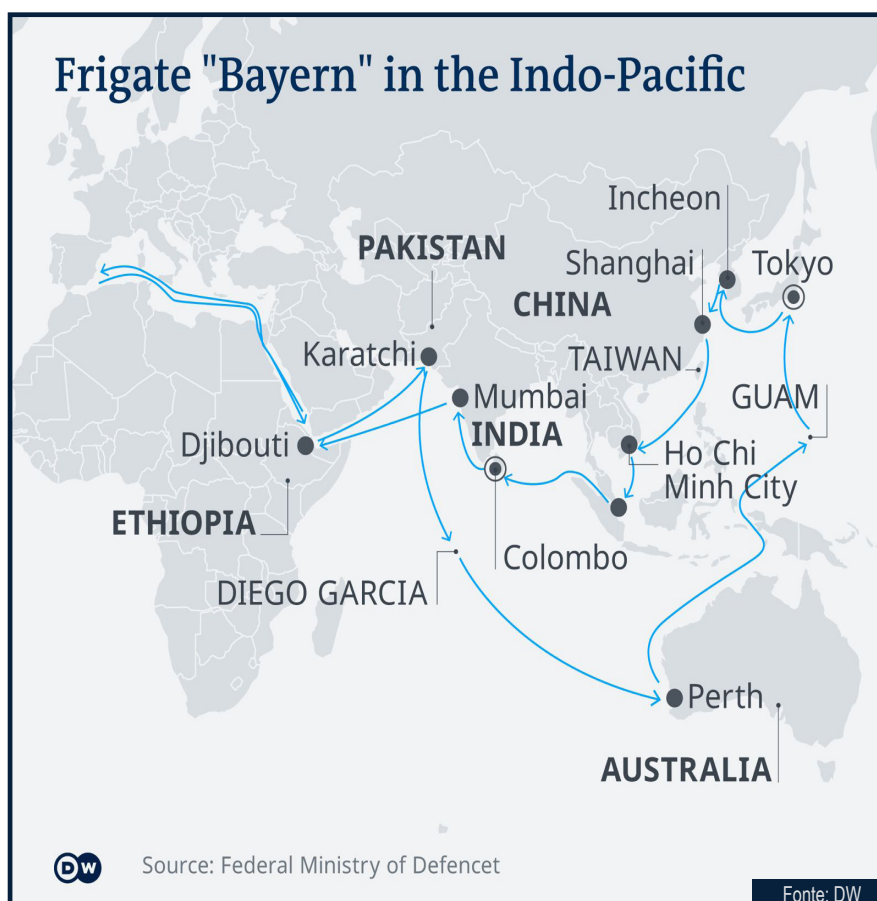 Frigate "Bayern" in the Indo-Pacific
Incheon
PAKISTAN
Shanghai
Tokyo
CHINA
Karatchi
TAIWAN
Mumbai
GUAM
INDIA
Djibouti
Ho Chi
Minh City
ETHIOPIA
Colombo
DIEGO GARCIA
Perth
AUSTRALIA
DW
Source: Federal Ministry of Defencet
Fonte: DW